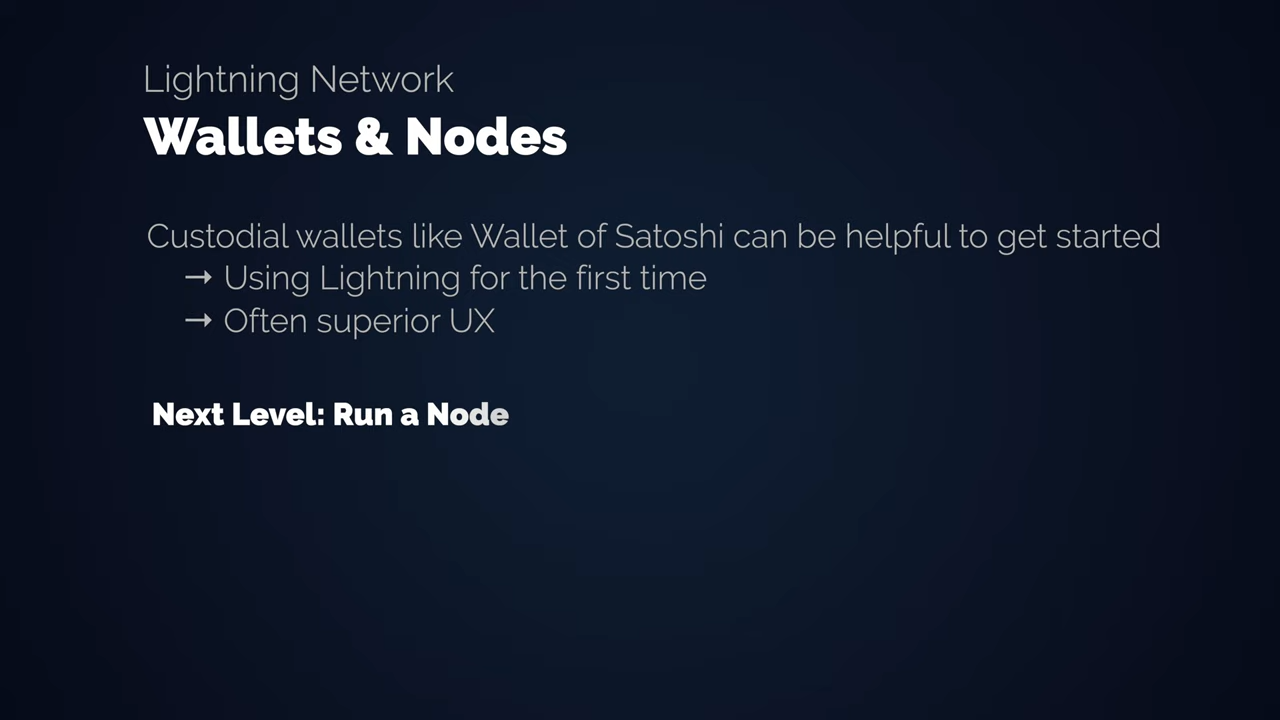 Lightning Network
Wallets & Nodes
Custodial wallets like Wallet of Satoshi can be helpful to get started
→ Using Lightning for the first time
→ Often superior UX
Next Level: Run a Node